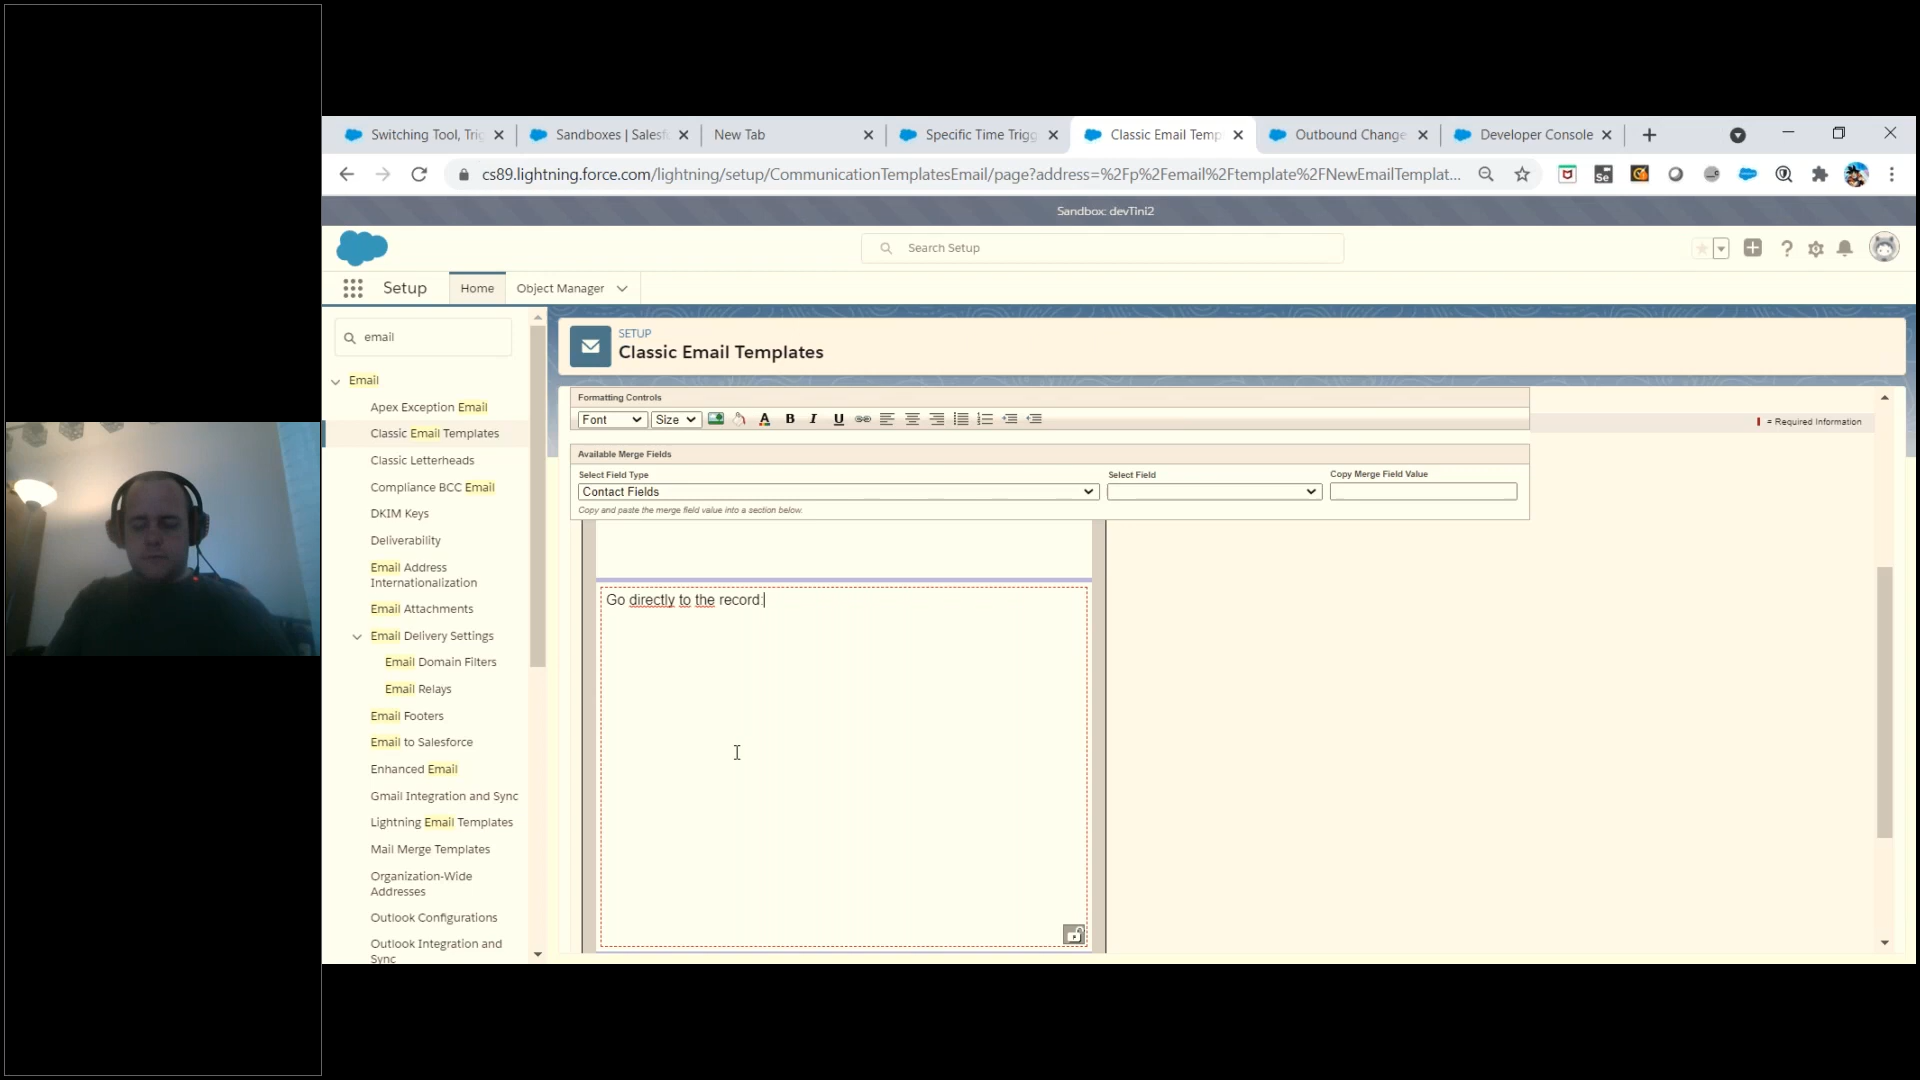 Switching Tool, Trig
Sandboxes | Salesf
New Tab
Specific Time Trigg
Classic Email Temp
Outbound Change
Developer Console
cs89.lightning.force.com/lightning/setup/CommunicationTemplatesEmail/page?address=%2Fp%2Femail%2Ftemplate%2FNewEmailTemplat...
Se
Sandbox: devTini2
Search Setup
Setup
Home
Object Manager
email
SETUP
Classic Email Templates
Email
Apex Exception Email
Classic Email Templates
Classic Letterheads
Compliance BCC Email
DKIM Keys
Deliverability
Email Address
Internationalization
Email Attachments
Email Delivery Settings
Email Domain Filters
Email Relays
Email Footers
Email to Salesforce
Enhanced Email
Gmail Integration and Sync
Lightning Email Templates
Mail Merge Templates
Organization-Wide
Addresses
Outlook Configurations
Outlook Integration and
Sync
Formatting Controls
Font
Size
A B I U
= Required Information
Available Merge Fields
Select Field Type
Select Field
Copy Merge Field Value
Contact Fields
Copy and paste the merge field value into a section below.
Go directly to the record: